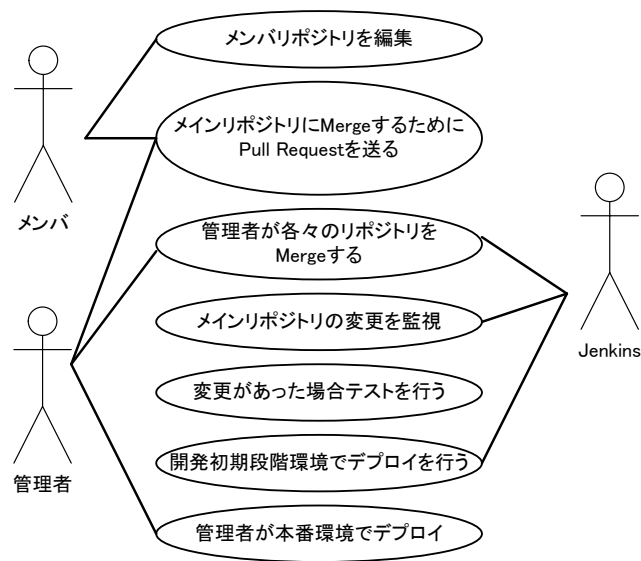 メンバリポジトリを編集
メインリポジトリにMergeするために
Pull Requestを送る
メンバ
管理者が各々のリポジトリを
Mergeする
メインリポジトリの変更を監視
Jenkins
変更があった場合テストを行う
開発初期段階環境でデプロイを行う
管理者
管理者が本番環境でデプロイ